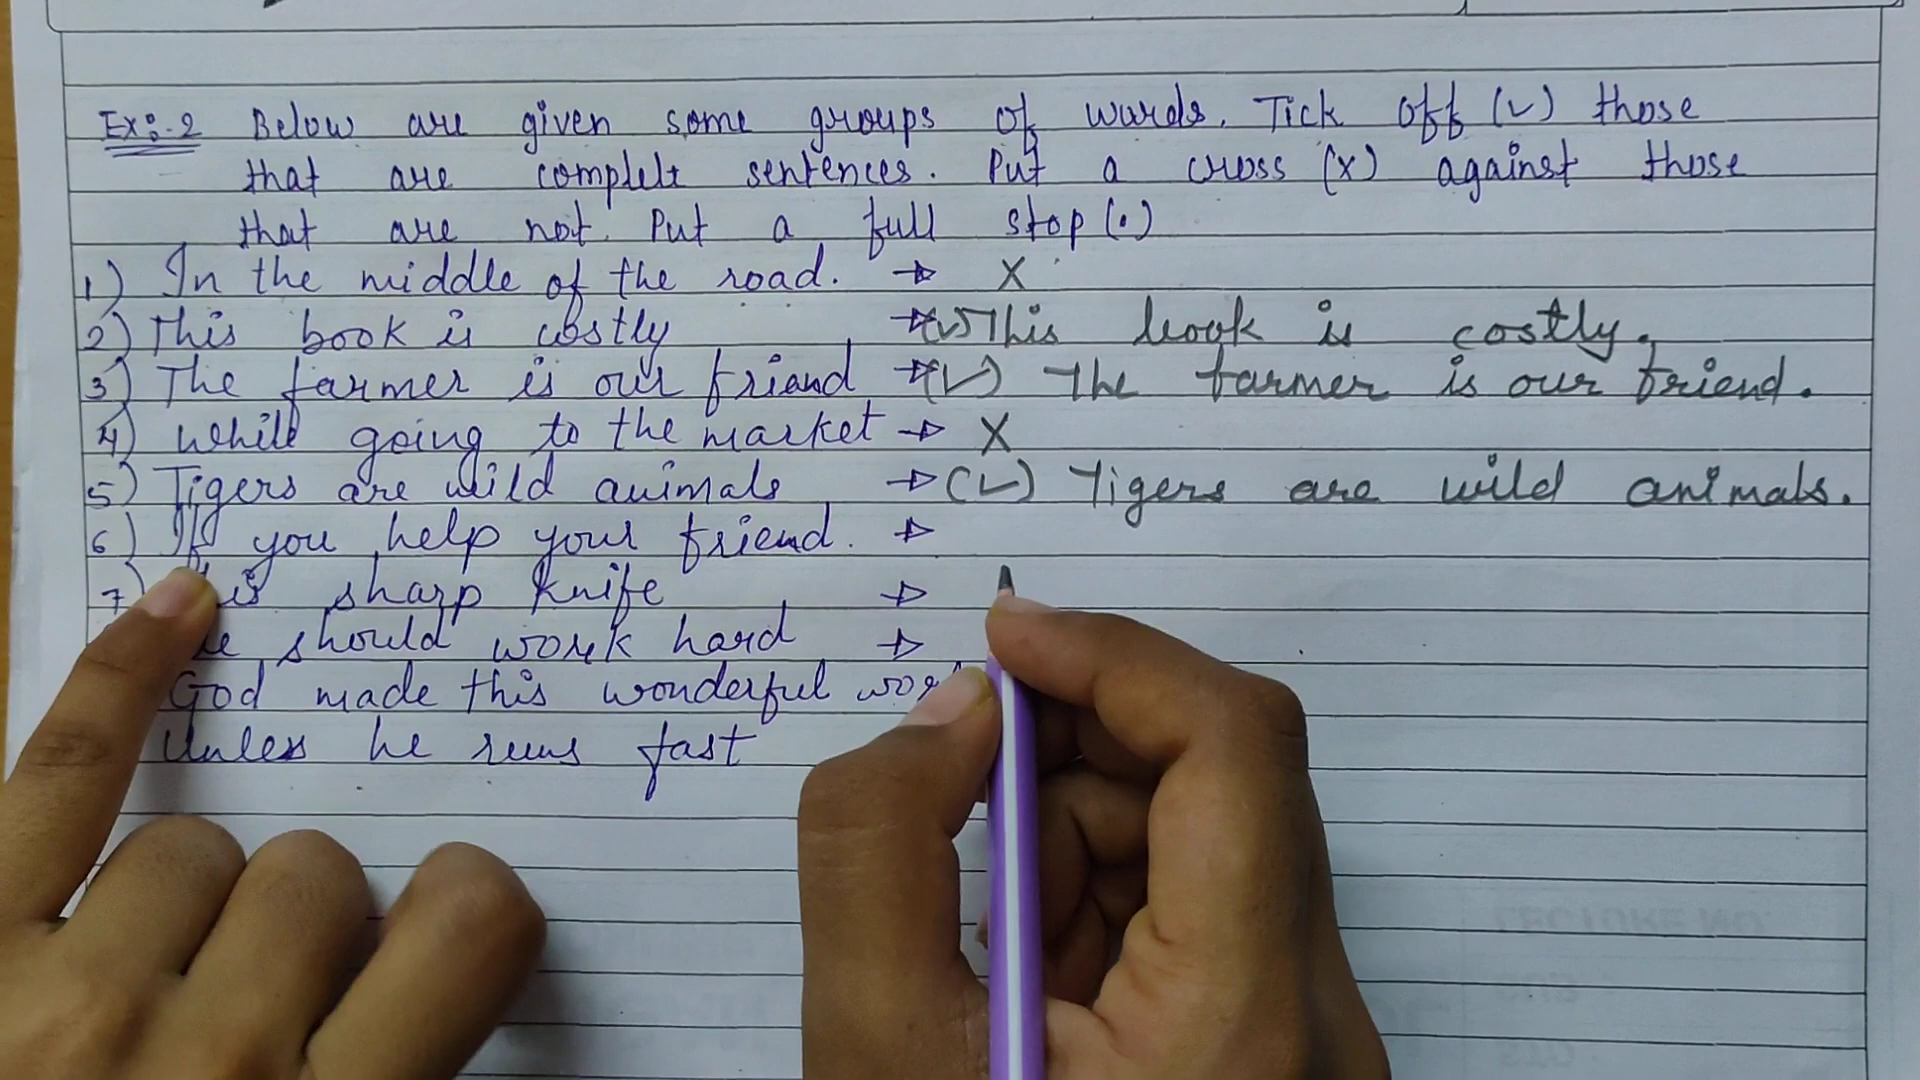 Ex:-2 Below are given some groups of words. Tick off (✓) those
that are complete sentences. Put a cross (x) against those
that are not. Put a full stop (.)
1) In the middle of the road. → X
2) This book is costly → (✓) This book is costly.
3) The farmer is our friend → (✓) The farmer is our friend.
4) While going to the market → X
5) Tigers are wild animals → (✓) Tigers are wild animals.
6) If you help your friend. →
7) is sharp knife →
should work hard →
God made this wonderful
Unless he runs fast